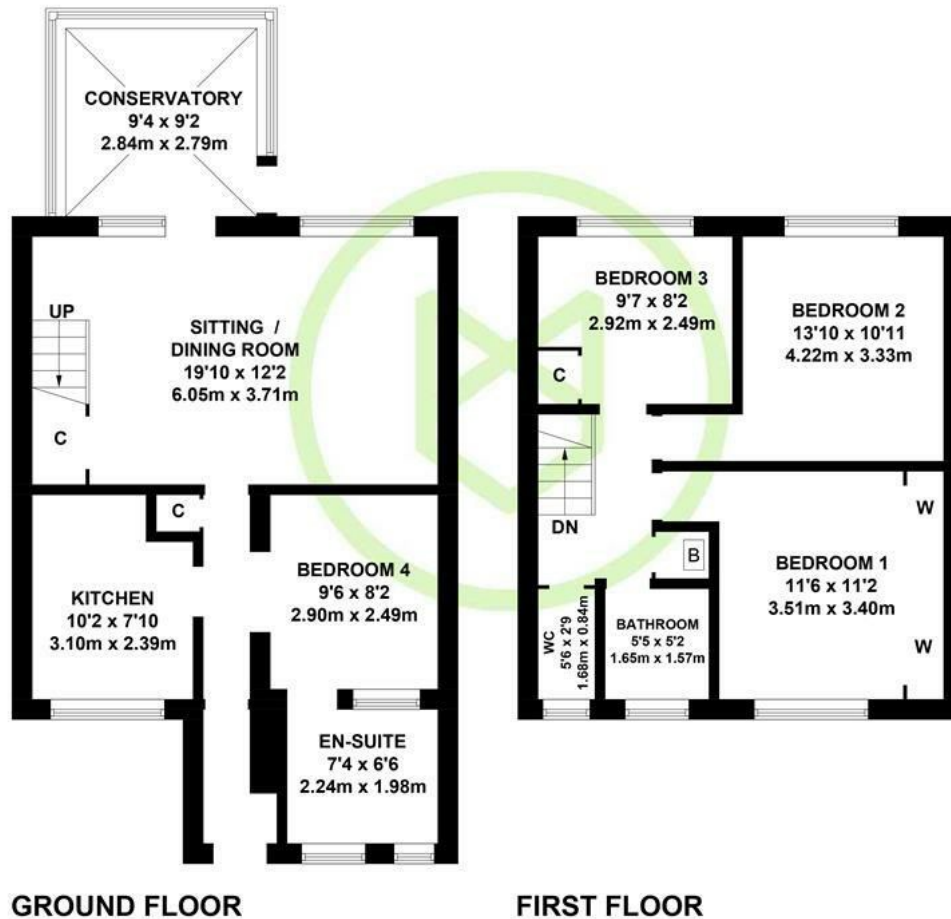 CONSERVATORY
9'4 x 9'2
2.84m x 2.79m
UP
SITTING /
DINING ROOM
19'10 x 12'2
6.05m x 3.71m
C
C
KITCHEN
10'2 x 7'10
3.10m x 2.39m
BEDROOM 4
9'6 x 8'2
2.90m x 2.49m
EN-SUITE
7'4 x 6'6
2.24m x 1.98m
GROUND FLOOR
BEDROOM 3
9'7 x 8'2
2.92m x 2.49m
C
BEDROOM 2
13'10 x 10'11
4.22m x 3.33m
DN
B
W
BEDROOM 1
11'6 x 11'2
3.51m x 3.40m
W
WC
5'6 x 2'9
1.68m x 0.84m
BATHROOM
5'5 x 5'2
1.65m x 1.57m
FIRST FLOOR